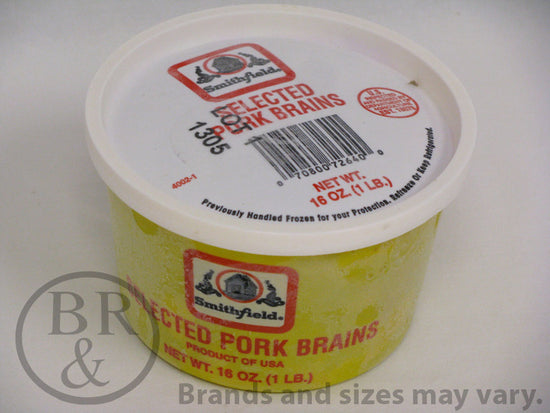 Smithfield
SELECTED
PORK BRAINS
1305
4002-1
0 70800 72640 0
NET WT.
16 OZ. (1 LB.)
Previously Handled Frozen for your Protection, Refreeze Or Keep Refrigerated.
Smithfield®
SELECTED PORK BRAINS
PRODUCT OF USA
NET WT. 16 OZ. (1 LB.)
BR
&
Brands and sizes may vary.